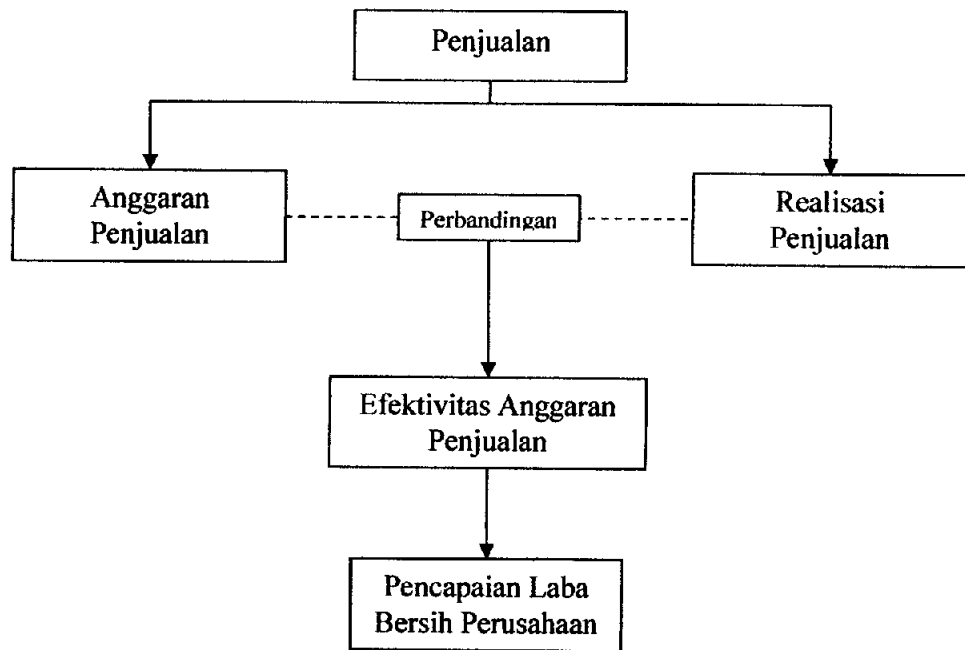 Penjualan
Anggaran
Penjualan
Perbandingan
Realisasi
Penjualan
Efektivitas Anggaran
Penjualan
Pencapaian Laba
Bersih Perusahaan